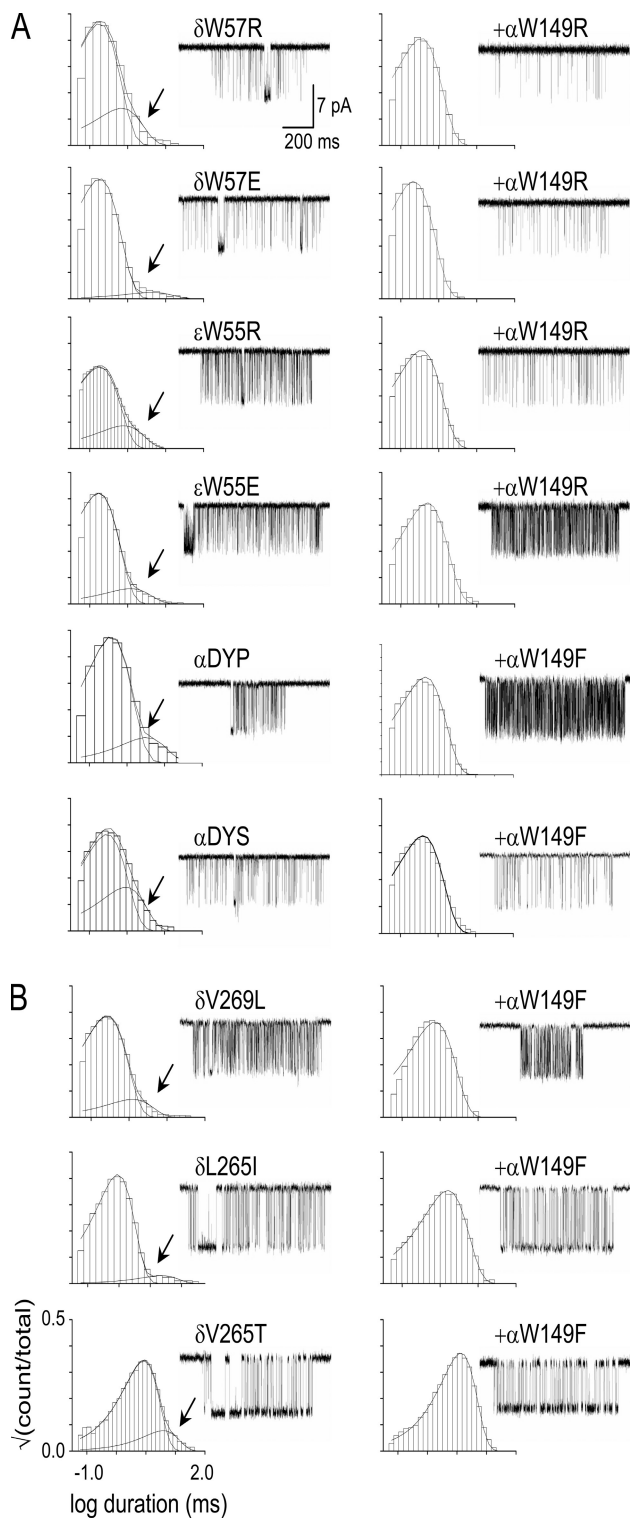 A
δW57R
+αW149R
7 pA
200 ms
δW57E
+αW149R
εW55R
+αW149R
εW55E
+αW149R
αDYP
+αW149F
αDYS
+αW149F
B
δV269L
+αW149F
δL265I
+αW149F
δV265T
+αW149F
0.5
0.0
√(count/total)
-1.0
2.0
log duration (ms)